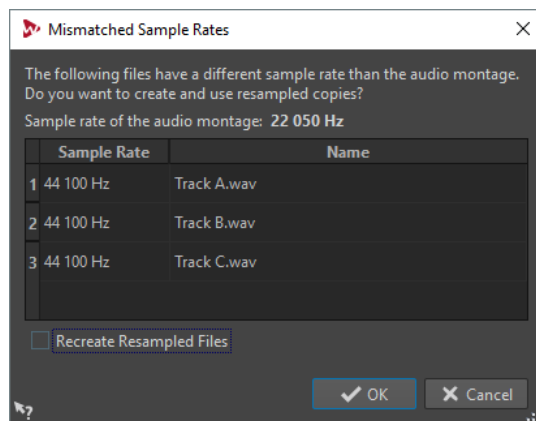 Mismatched Sample Rates
The following files have a different sample rate than the audio montage.
Do you want to create and use resampled copies?
Sample rate of the audio montage: 22 050 Hz
Sample Rate Name
1 44 100 Hz Track A.wav
2 44 100 Hz Track B.wav
3 44 100 Hz Track C.wav
Recreate Resampled Files
OK Cancel
?